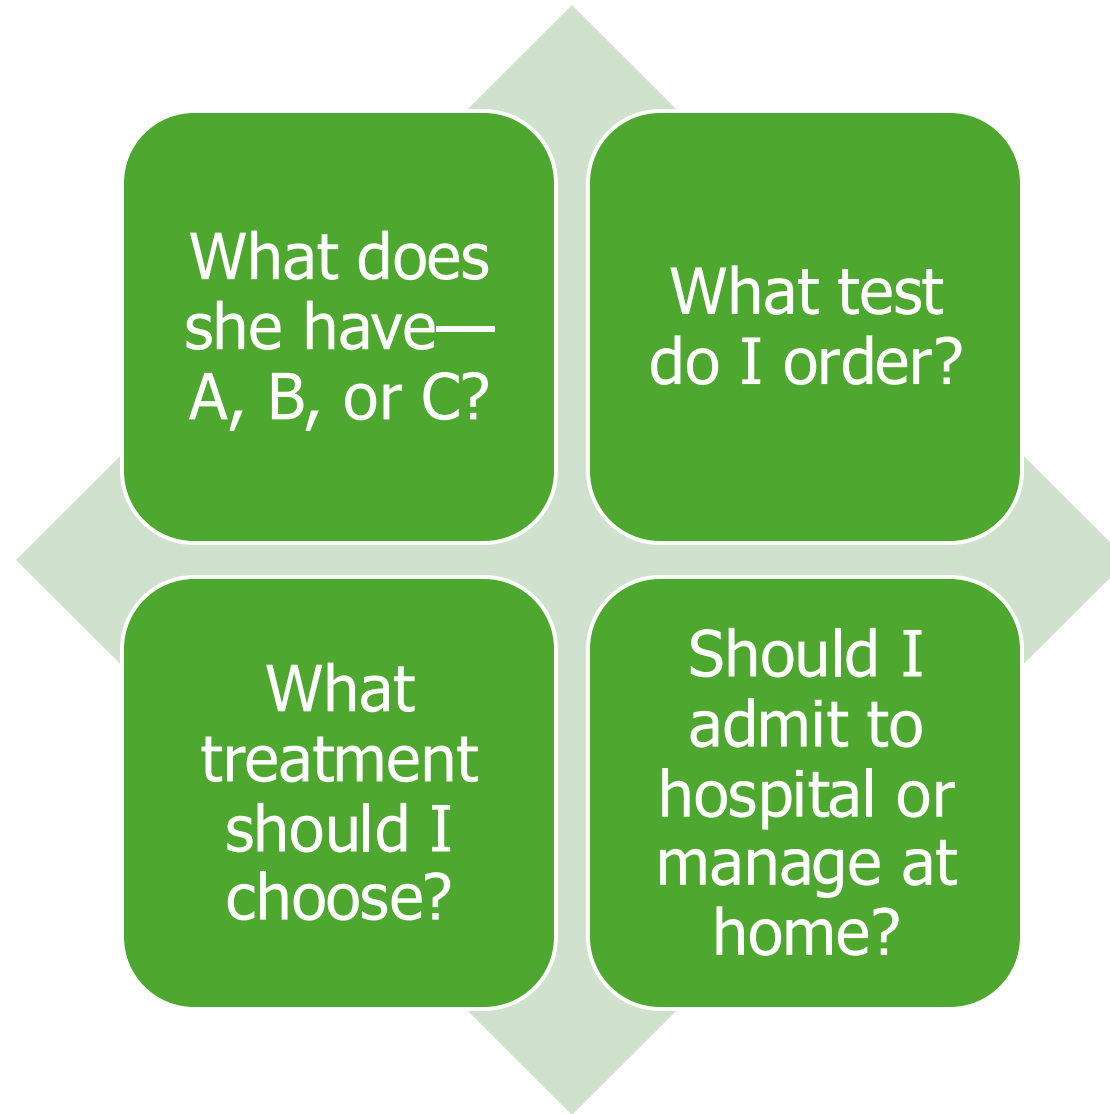 What does
she have—
A, B, or C?
What test
do I order?
What
treatment
should I
choose?
Should I
admit to
hospital or
manage at
home?